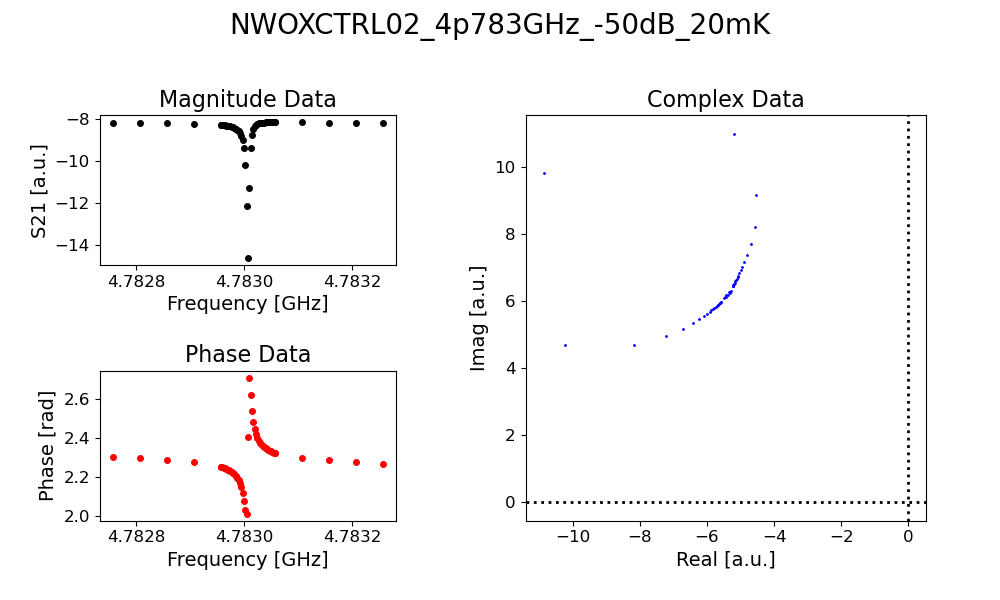 NWOXCTRL02_4p783GHz_-50dB_20mK
Magnitude Data
S21 [a.u.]
−8
−10
−12
−14
4.7828 4.7830 4.7832
Frequency [GHz]
Phase Data
Phase [rad]
2.6
2.4
2.2
2.0
4.7828 4.7830 4.7832
Frequency [GHz]
Complex Data
Imag [a.u.]
10
8
6
4
2
0
−10 −8 −6 −4 −2 0
Real [a.u.]